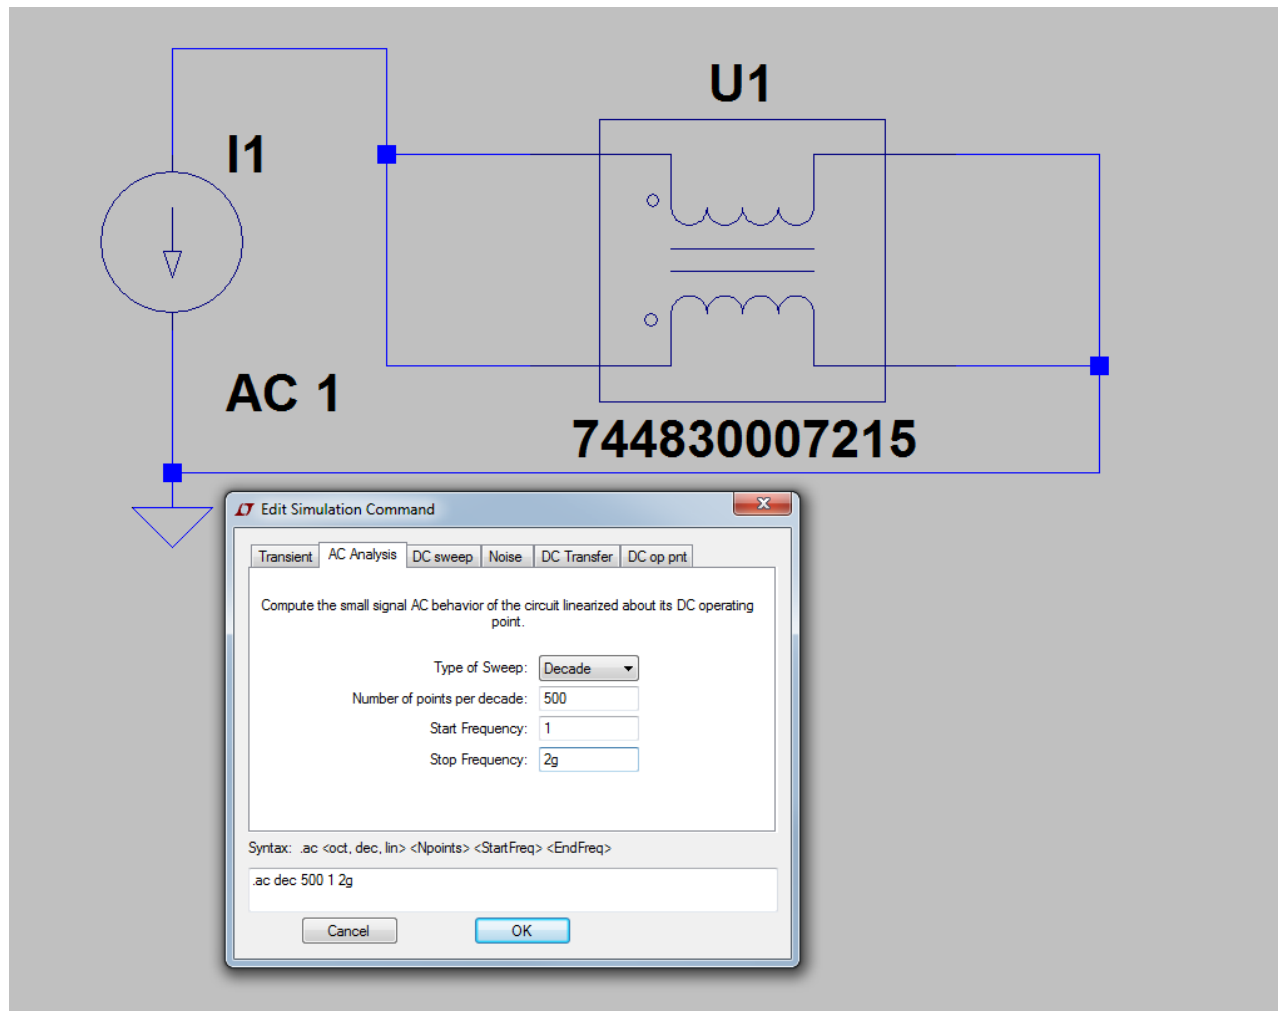 U1
I1
AC 1
744830007215
Edit Simulation Command
Transient AC Analysis DC sweep Noise DC Transfer DC op pnt
Compute the small signal AC behavior of the circuit linearized about its DC operating
point.
Type of Sweep: Decade
Number of points per decade: 500
Start Frequency: 1
Stop Frequency: 2g
Syntax: .ac <oct, dec, lin> <Npoints> <StartFreq> <EndFreq>
.ac dec 500 1 2g
Cancel OK